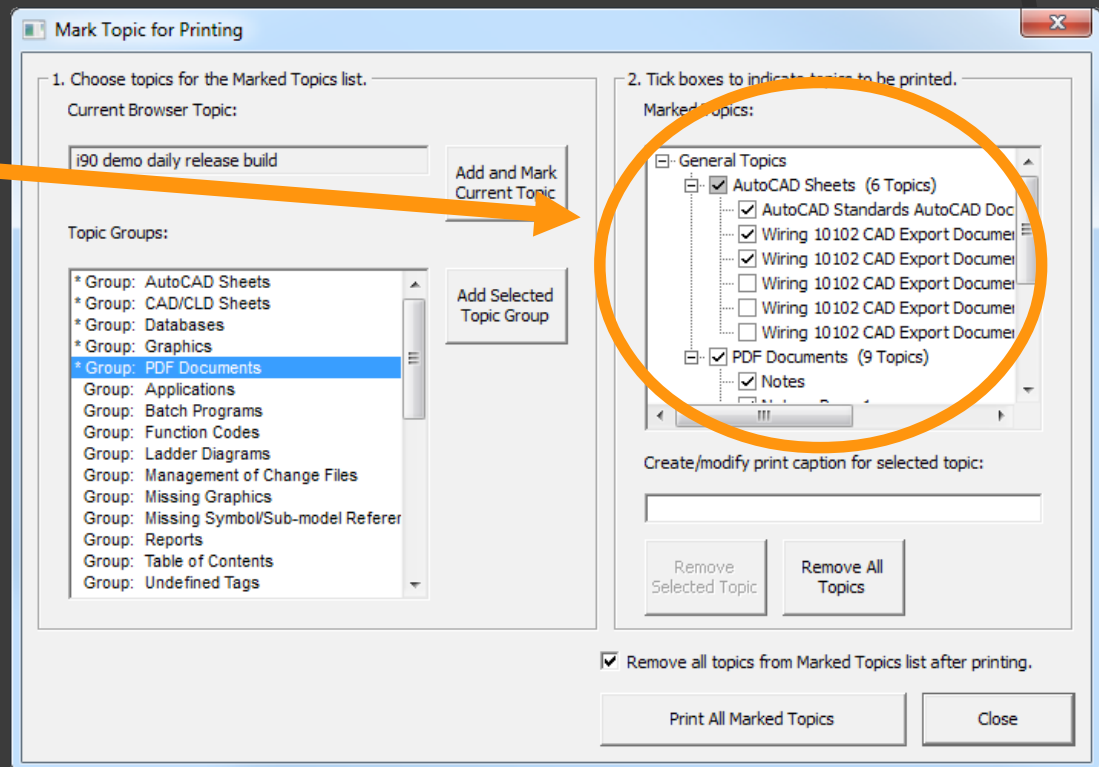 Mark Topic for Printing
1. Choose topics for the Marked Topics list.
Current Browser Topic:
i90 demo daily release build
Add and Mark
Current Topic
Topic Groups:
* Group: AutoCAD Sheets
* Group: CAD/CLD Sheets
* Group: Databases
* Group: Graphics
* Group: PDF Documents
Group: Applications
Group: Batch Programs
Group: Function Codes
Group: Ladder Diagrams
Group: Management of Change Files
Group: Missing Graphics
Group: Missing Symbol/Sub-model Referer
Group: Reports
Group: Table of Contents
Group: Undefined Tags
Add Selected
Topic Group
2. Tick boxes to indicate topics to be printed.
Marked Topics:
General Topics
AutoCAD Sheets (6 Topics)
AutoCAD Standards AutoCAD Doc
Wiring 10102 CAD Export Documer
Wiring 10102 CAD Export Documer
Wiring 10102 CAD Export Documer
Wiring 10102 CAD Export Documer
Wiring 10102 CAD Export Documer
PDF Documents (9 Topics)
Notes
Create/modify print caption for selected topic:
Remove
Selected Topic
Remove All
Topics
Remove all topics from Marked Topics list after printing.
Print All Marked Topics
Close